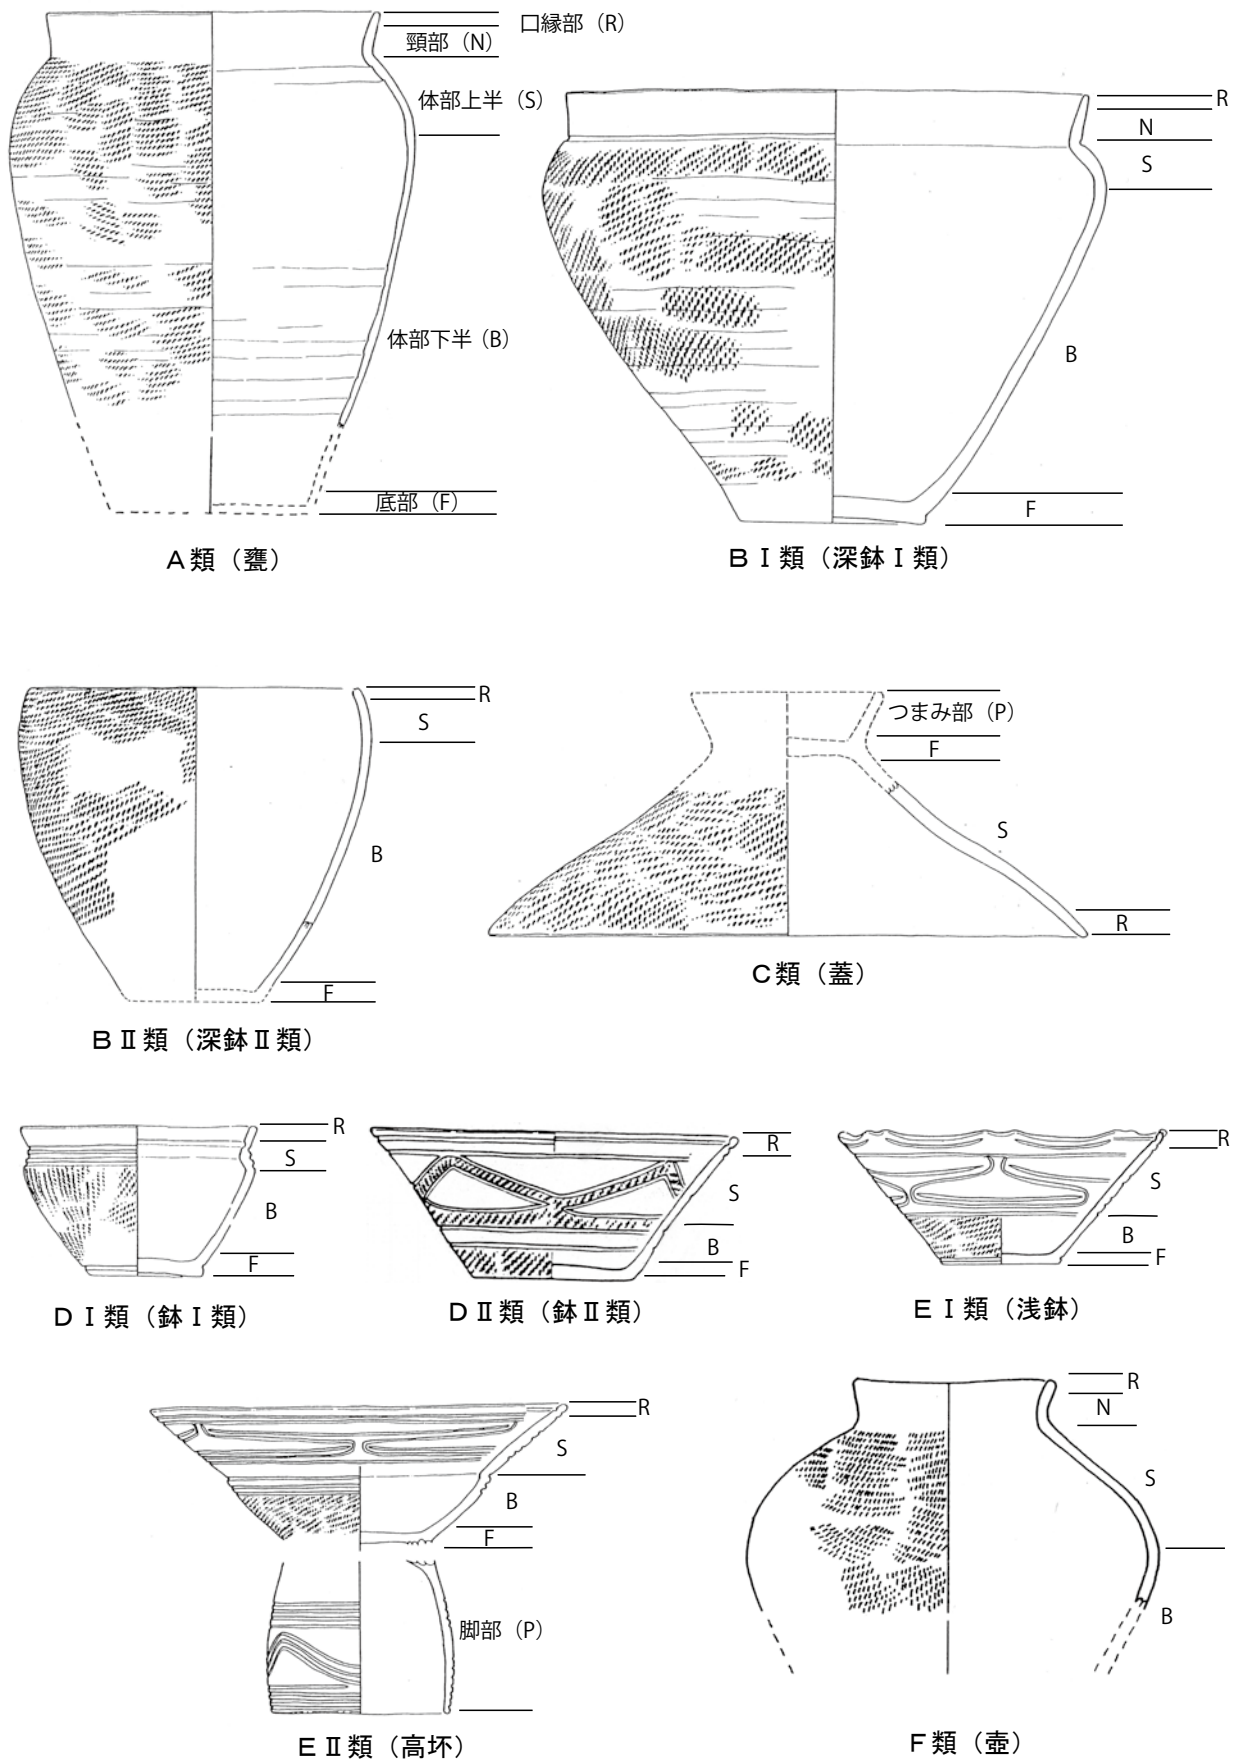 口縁部（R）
頸部（N）
体部上半（S）
体部下半（B）
底部（F）
A類（甕）
R
N
S
B
F
BⅠ類（深鉢Ⅰ類）
R
S
B
F
BⅡ類（深鉢Ⅱ類）
つまみ部（P）
F
S
R
C類（蓋）
R
S
B
F
DⅠ類（鉢Ⅰ類）
R
S
B
F
DⅡ類（鉢Ⅱ類）
R
S
B
F
EⅠ類（浅鉢）
R
S
B
F
脚部（P）
EⅡ類（高坏）
R
N
S
B
F類（壺）